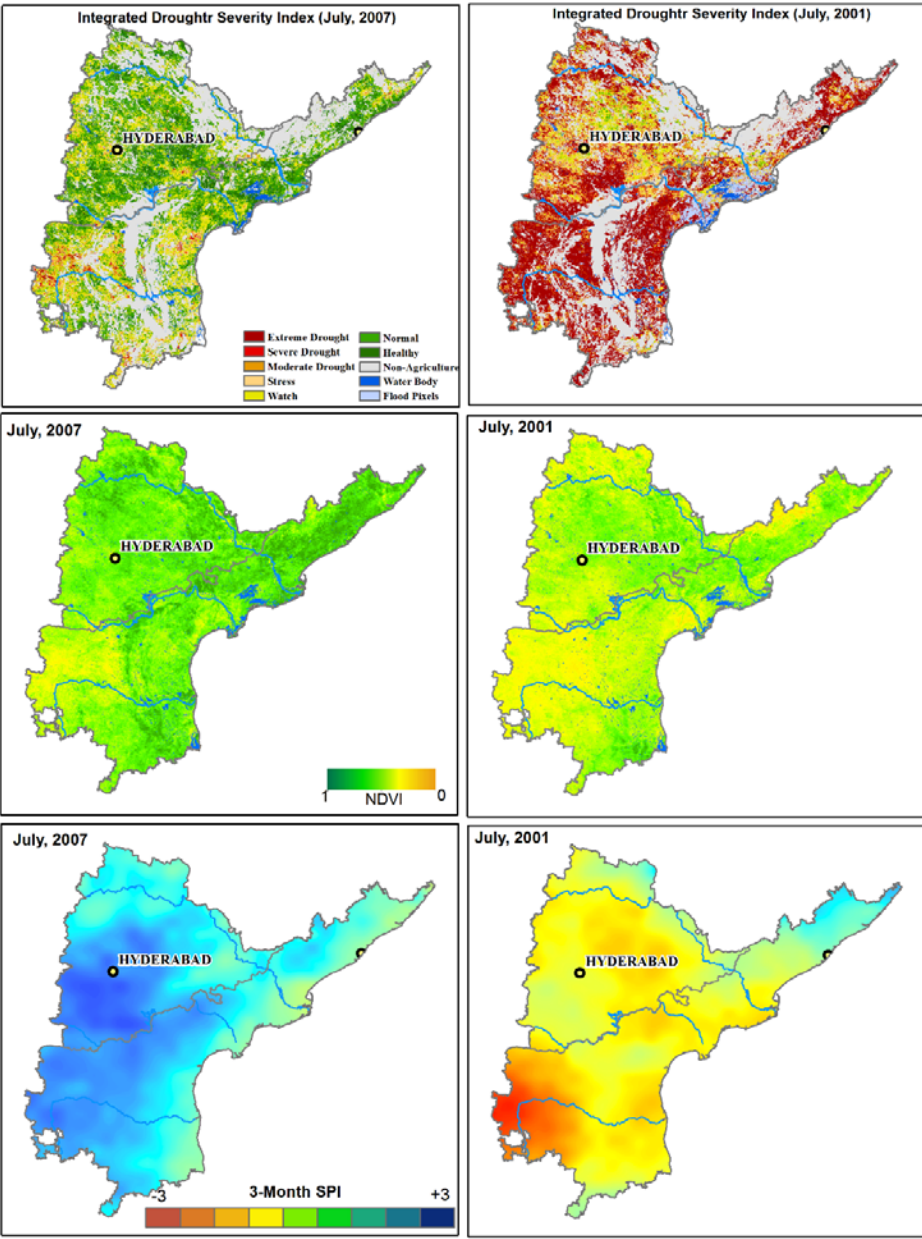 Integrated Droughtr Severity Index (July, 2007)
HYDERABAD
Extreme Drought
Severe Drought
Moderate Drought
Stress
Watch
Normal
Healthy
Non-Agriculture
Water Body
Flood Pixels
Integrated Droughtr Severity Index (July, 2001)
HYDERABAD
July, 2007
HYDERABAD
1 NDVI 0
July, 2001
HYDERABAD
July, 2007
HYDERABAD
-3 3-Month SPI +3
July, 2001
HYDERABAD